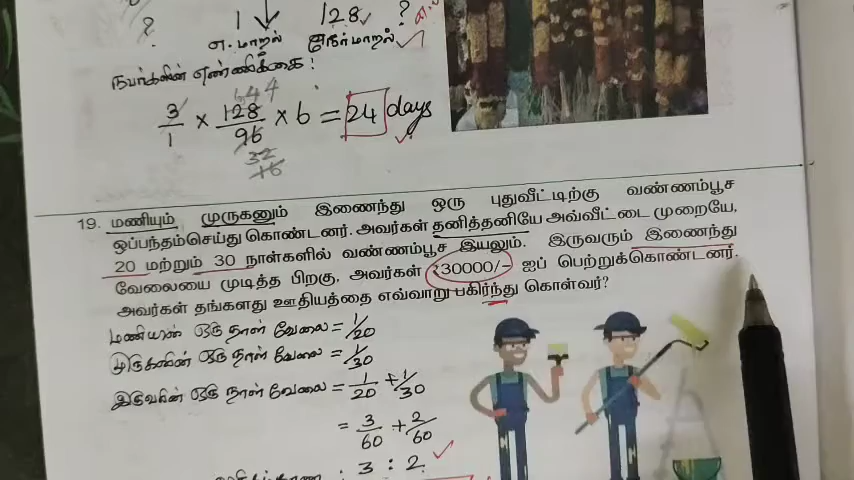 ?
1 ↓ 128 ?
எ.மாறல் நேர்மாறல்
நபர்களின் எண்ணிக்கை :
3/1 × 128/96 × 6 = 24 days
64 4
32
16
19. மணியும் முருகனும் இணைந்து ஒரு புதுவீட்டிற்கு வண்ணம்பூச
ஒப்பந்தம்செய்து கொண்டனர். அவர்கள் தனித்தனியே அவ்வீட்டை முறையே,
20 மற்றும் 30 நாள்களில் வண்ணம்பூச இயலும். இருவரும் இணைந்து
வேலையை முடித்த பிறகு, அவர்கள் ₹30000/- ஐப் பெற்றுக்கொண்டனர்.
அவர்கள் தங்களது ஊதியத்தை எவ்வாறு பகிர்ந்து கொள்வர்?
மணியின் ஒரு நாள் வேலை = 1/20
முருகனின் ஒரு நாள் வேலை = 1/30
இருவரின் ஒரு நாள் வேலை = 1/20 + 1/30
= 3/60 + 2/60
: 3 : 2